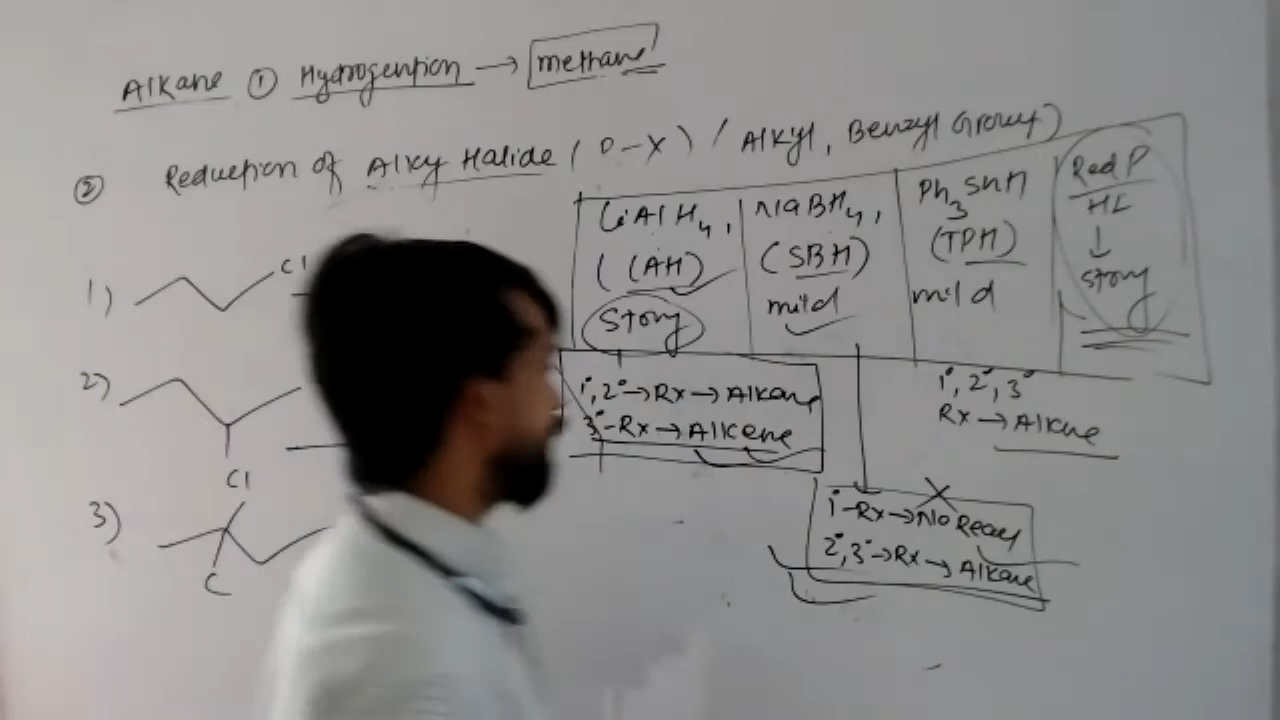 Alkane ① Hydrogention → methane
② Reduction of Alky Halide (R-X) / Alkyl, Benzyl Group)
LiAlH4,
(LAH)
Strong
NaBH4,
(SBH)
mild
Ph3SnH
(TPH)
mild
Red P
HI
↓
Strong
1°, 2° → Rx → Alkane
3° - Rx → Alkene
1°, 2°, 3°
Rx → Alkane
1° - Rx → No React
2°, 3° → Rx → Alkane
1) Cl
2)
Cl
3)
C